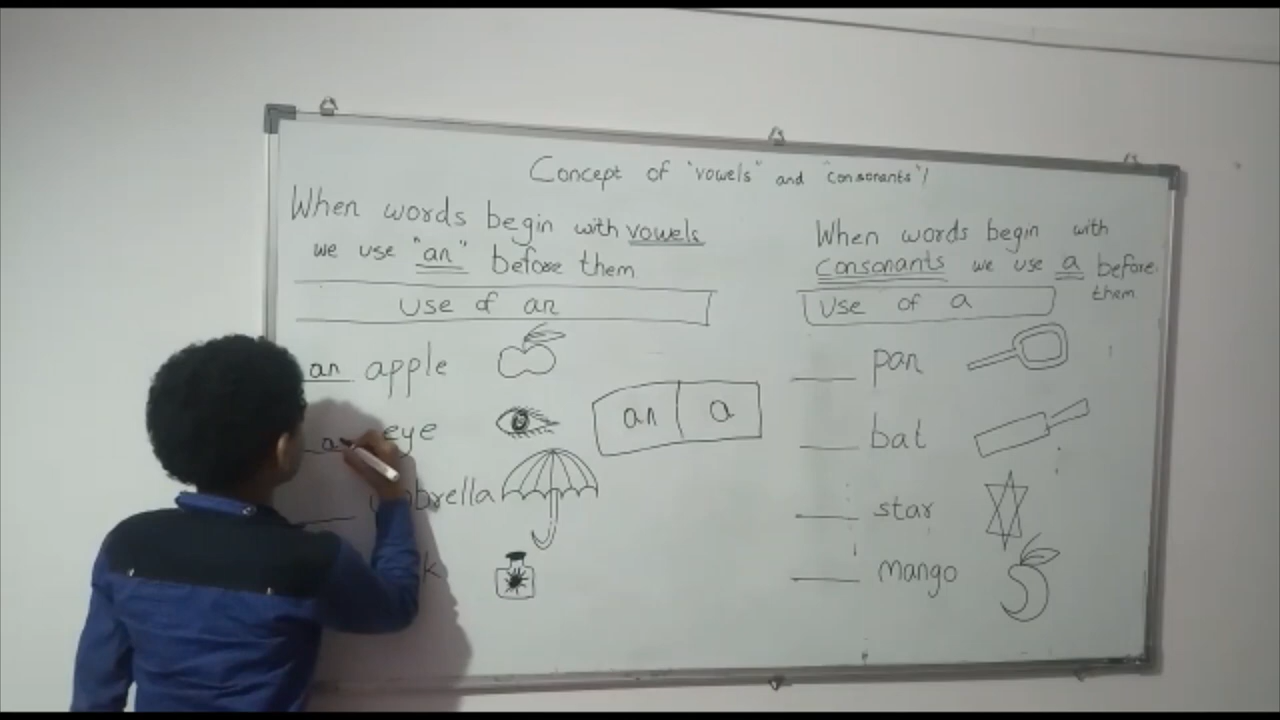 Concept of "vowels" and "consonants"!
When words begin with vowels
we use "an" before them
Use of an
an apple
eye
an a
When words begin with
Consonants we use a before
them
Use of a
pan
bat
star
mango